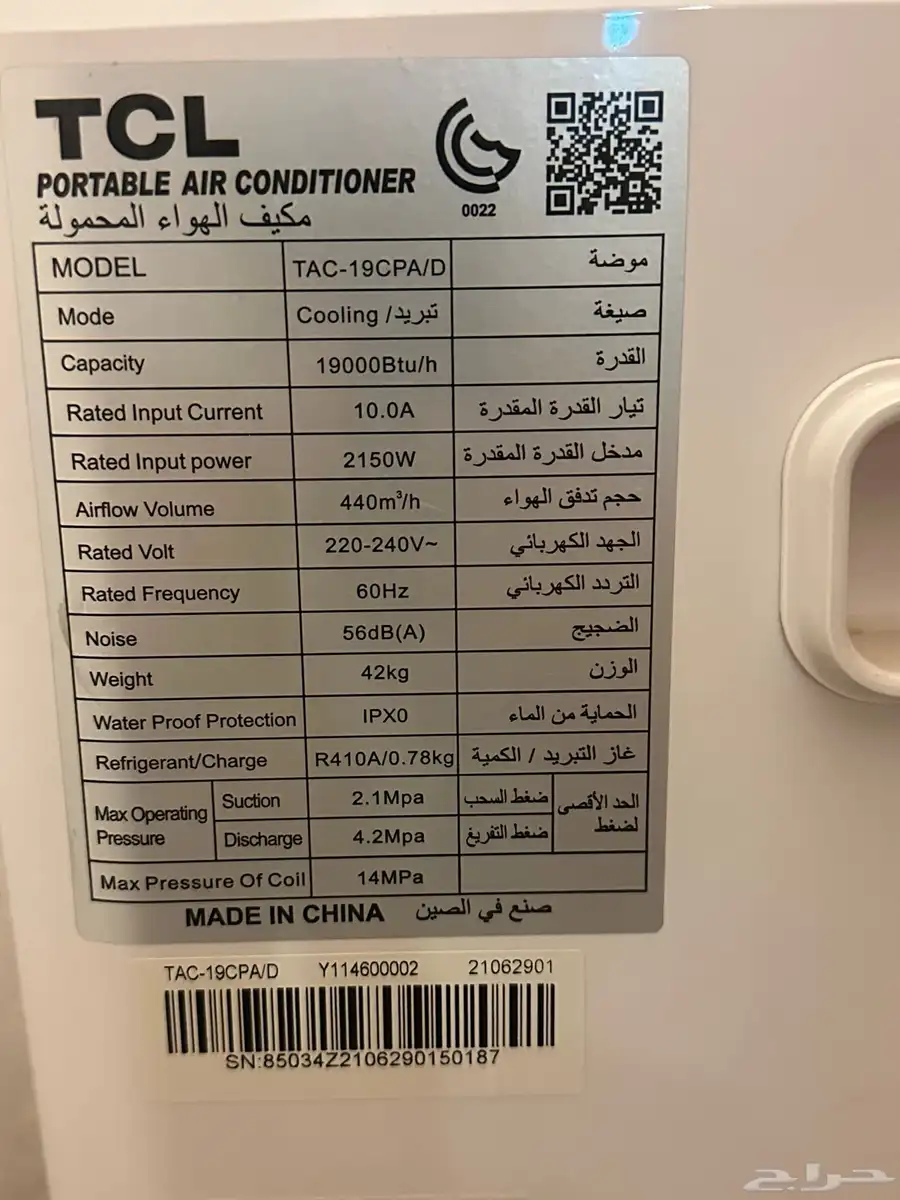 TCL
PORTABLE AIR CONDITIONER
مكيف الهواء المحمولة
0022
MODEL TAC-19CPA/D موضة
Mode Cooling /تبريد صيغة
Capacity 19000Btu/h القدرة
Rated Input Current 10.0A تيار القدرة المقدرة
Rated Input power 2150W مدخل القدرة المقدرة
Airflow Volume 440m³/h حجم تدفق الهواء
Rated Volt 220-240V~ الجهد الكهربائي
Rated Frequency 60Hz التردد الكهربائي
Noise 56dB(A) الضجيج
Weight 42kg الوزن
Water Proof Protection IPX0 الحماية من الماء
Refrigerant/Charge R410A/0.78kg غاز التبريد / الكمية
Max Operating Pressure Suction 2.1Mpa ضغط السحب الحد الأقصى لضغط
Discharge 4.2Mpa ضغط التفريغ
Max Pressure Of Coil 14MPa
MADE IN CHINA صنع في الصين
TAC-19CPA/D Y114600002 21062901
SN:85034Z2106290150187
حراج